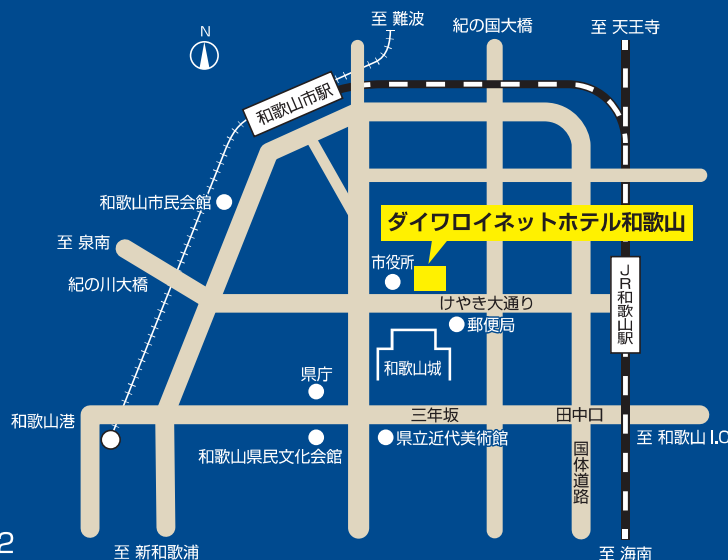 至 難波
紀の国大橋
至 天王寺
N
和歌山市駅
和歌山市民会館
ダイワロイネットホテル和歌山
至 泉南
市役所
紀の川大橋
けやき大通り
JR和歌山駅
郵便局
和歌山城
県庁
和歌山港
三年坂
田中口
和歌山県民文化会館
県立近代美術館
至 和歌山 I.C
国体道路
2
至 新和歌浦
至 海南